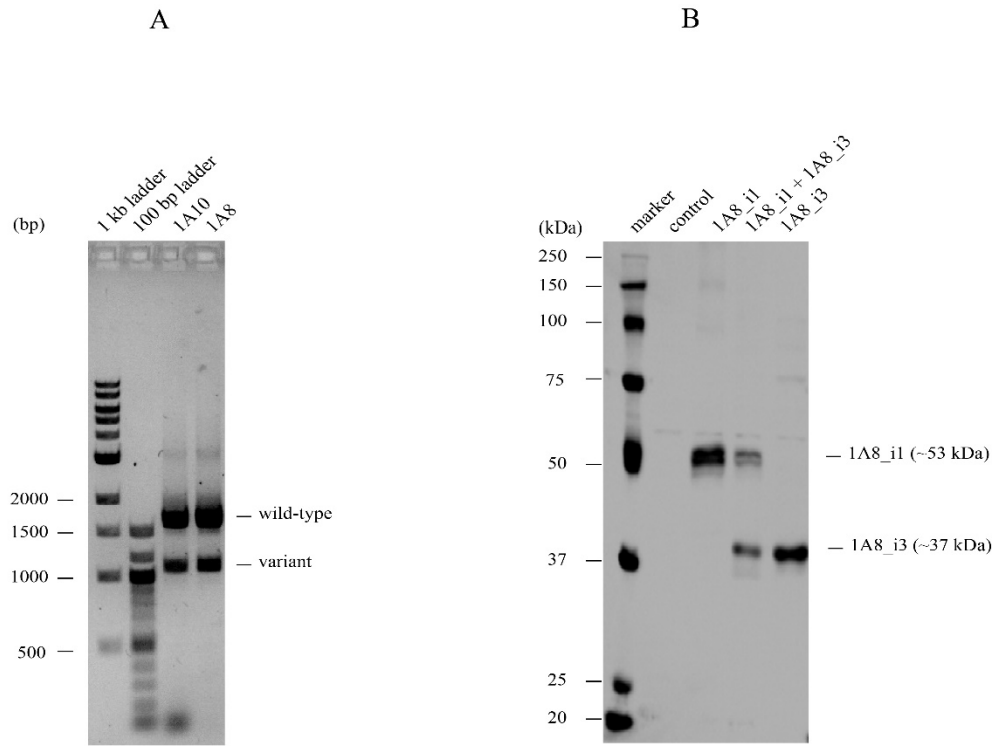 A
B
1 kb ladder
100 bp ladder
1A10
1A8
(bp)
2000
1500
1000
500
wild-type
variant
marker
control
1A8_i1
1A8_i1 + 1A8_i3
1A8_i3
(kDa)
250
150
100
75
50
37
25
20
1A8_i1 (~53 kDa)
1A8_i3 (~37 kDa)